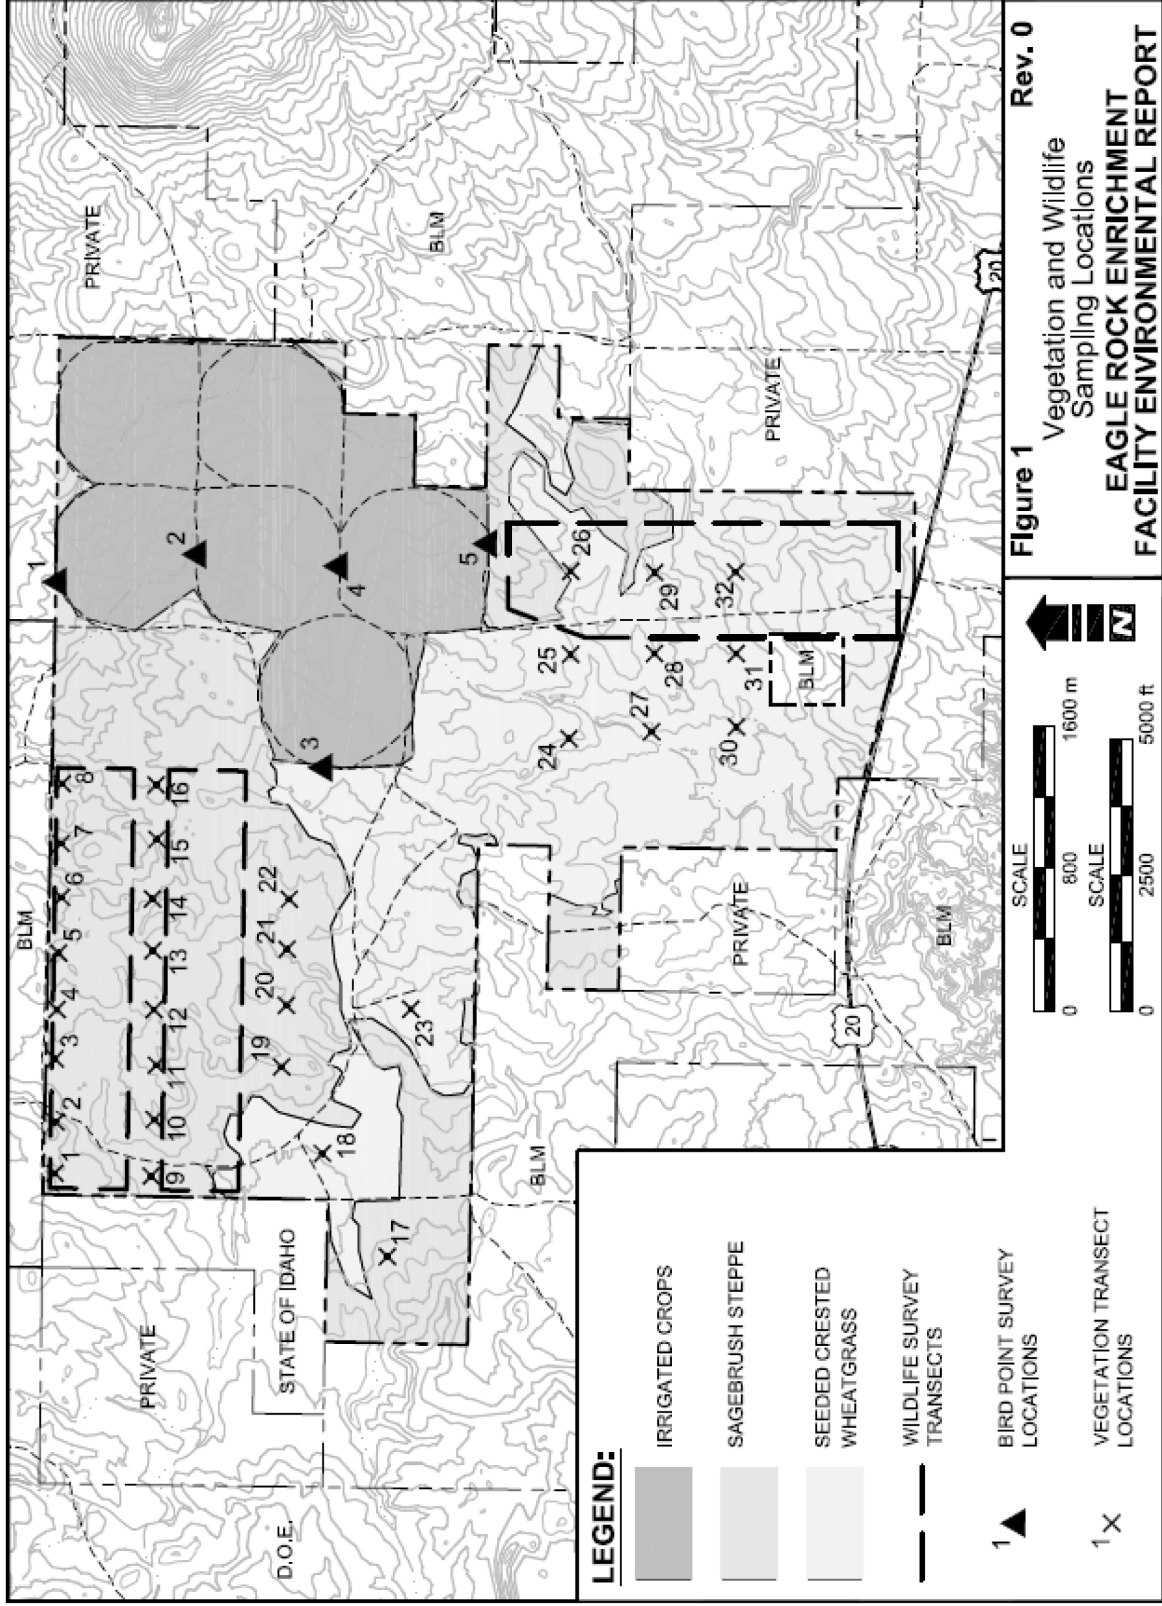 PRIVATE
BLM
PRIVATE
BLM
PRIVATE
STATE OF IDAHO
D.O.E.
BLM
PRIVATE
BLM
BLM
20
20
1
2
3
4
5
1
2
3
4
5
6
7
8
9
10
11
12
13
14
15
16
17
18
19
20
21
22
23
24
25
26
27
28
29
30
31
32
LEGEND:
IRRIGATED CROPS
SAGEBRUSH STEPPE
SEEDED CRESTED
WHEATGRASS
WILDLIFE SURVEY
TRANSECTS
1
BIRD POINT SURVEY
LOCATIONS
1
VEGETATION TRANSECT
LOCATIONS
SCALE
0 800 1600 m
SCALE
0 2500 5000 ft
N
Figure 1 Rev. 0
Vegetation and Wildlife
Sampling Locations
EAGLE ROCK ENRICHMENT
FACILITY ENVIRONMENTAL REPORT